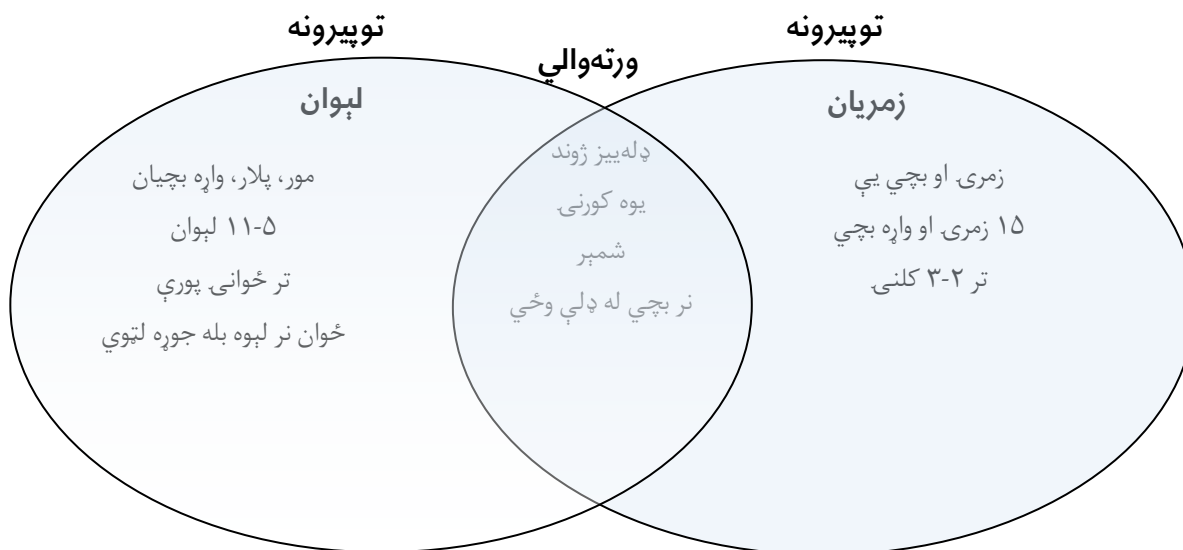 توپیرونه
توپیرونه
ورته‌والي
زمریان
لېوان
زمرۍ او بچي یې
۱۵ زمرۍ او واړه بچي
تر ۲-۳ کلنۍ
ډله‌ییز ژوند
یوه کورنۍ
شمېر
نر بچي له ډلې وځي
مور، پلار، واړه بچیان
۵-۱۱ لېوان
تر ځوانۍ پورې
ځوان نر لېوه بله جوړه لټوي